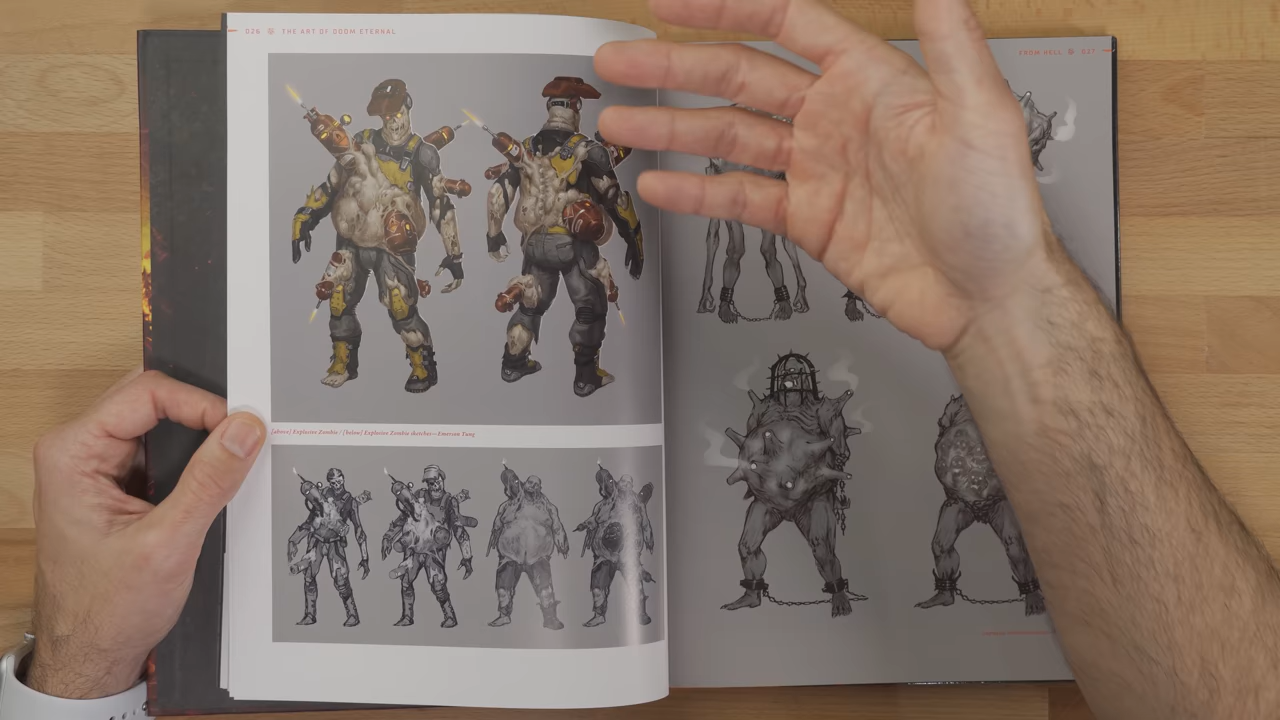 026 THE ART OF DOOM ETERNAL
FROM HELL 027
[above] Explosive Zombie / [below] Explosive Zombie sketches—Emerson Tung